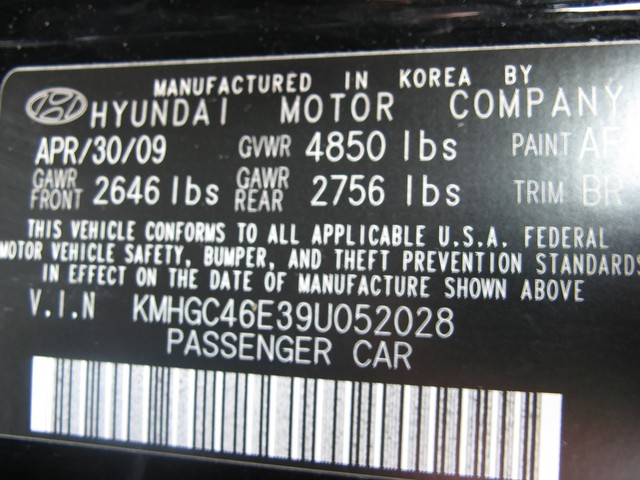 MANUFACTURED IN KOREA BY
HYUNDAI MOTOR COMPANY
APR/30/09 GVWR 4850 lbs PAINT AF
GAWR FRONT 2646 lbs GAWR REAR 2756 lbs TRIM BR
THIS VEHICLE CONFORMS TO ALL APPLICABLE U.S.A. FEDERAL
MOTOR VEHICLE SAFETY, BUMPER, AND THEFT PREVENTION STANDARDS
IN EFFECT ON THE DATE OF MANUFACTURE SHOWN ABOVE
V.I.N KMHGC46E39U052028
PASSENGER CAR